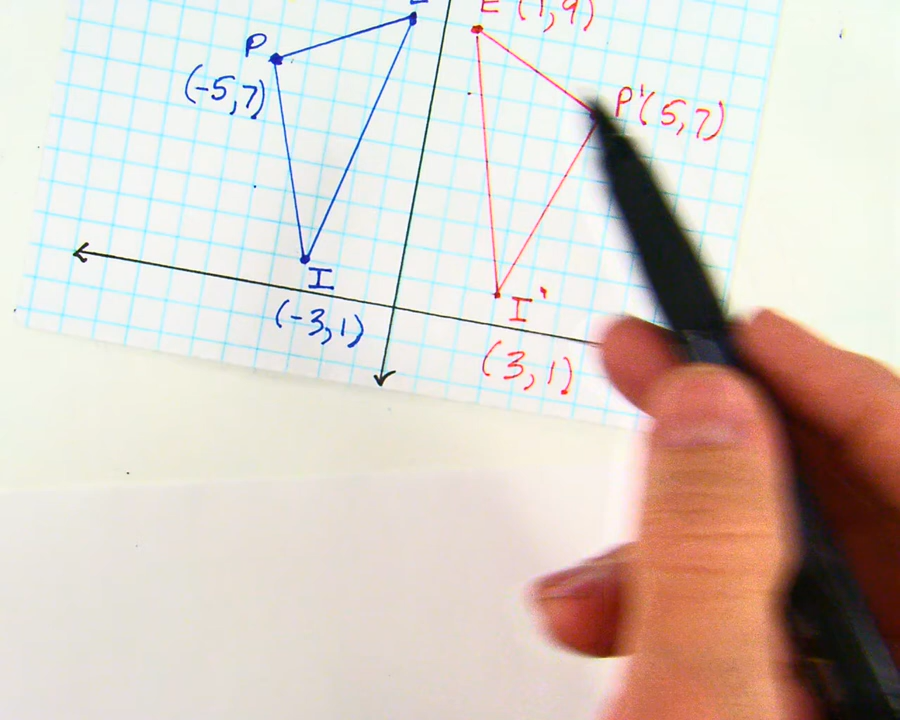 E (1,9)
P
(-5,7)
P'(5,7)
I
(-3,1)
I'
(3,1)